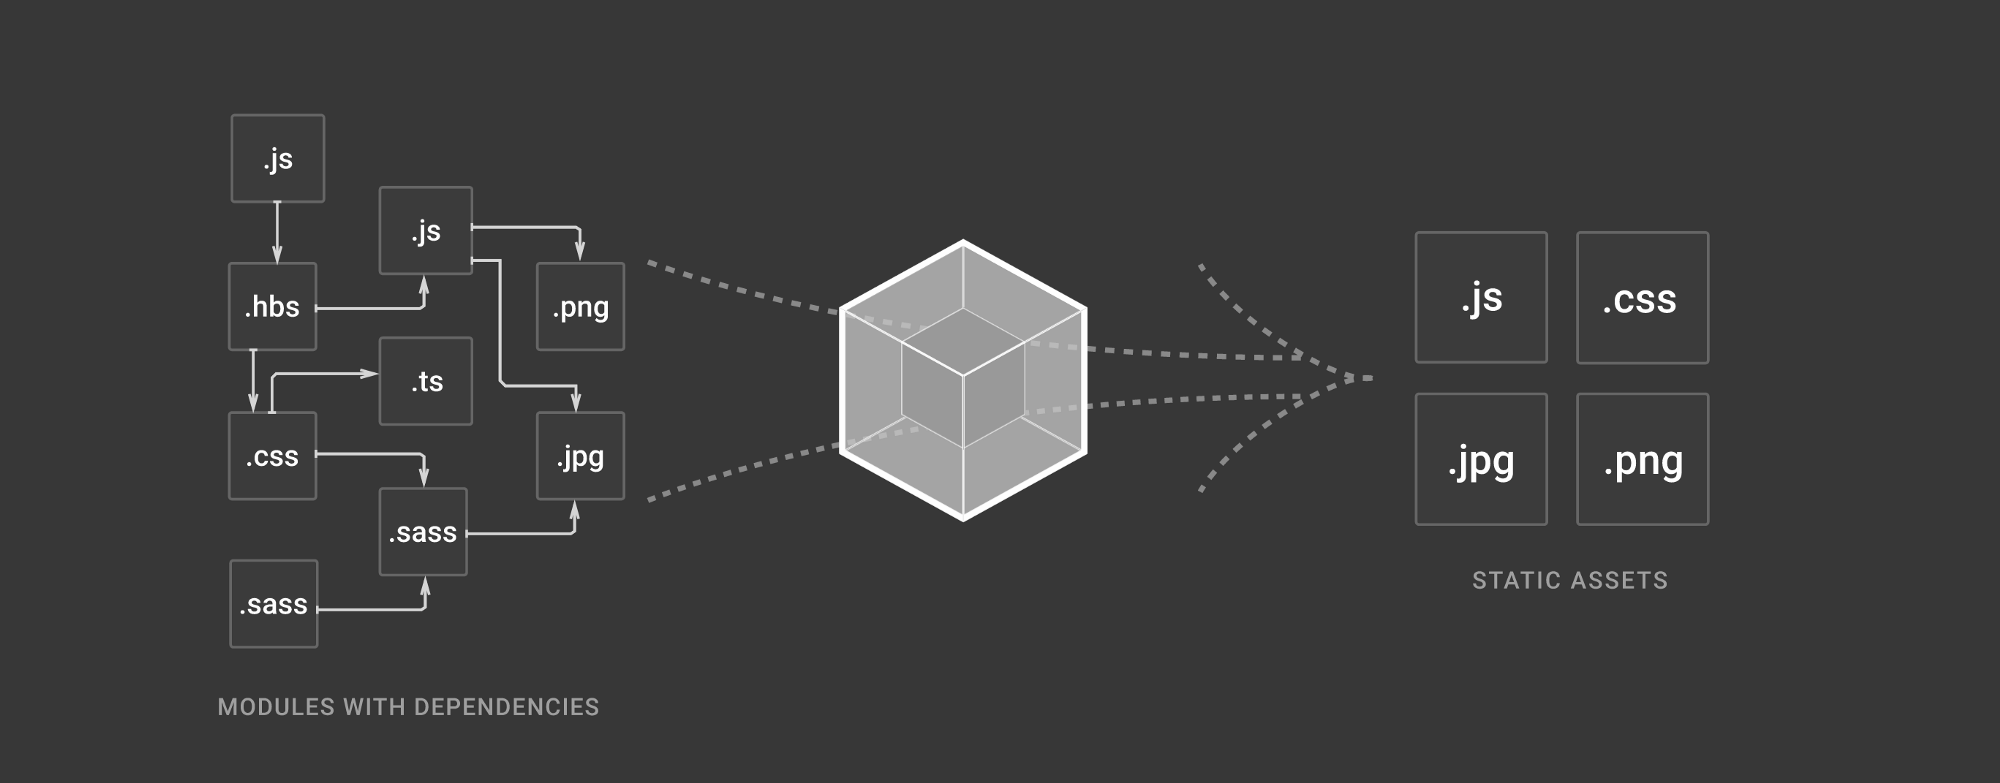 .js
.js
.hbs
.png
.ts
.css
.jpg
.sass
.sass
MODULES WITH DEPENDENCIES
.js
.css
.jpg
.png
STATIC ASSETS